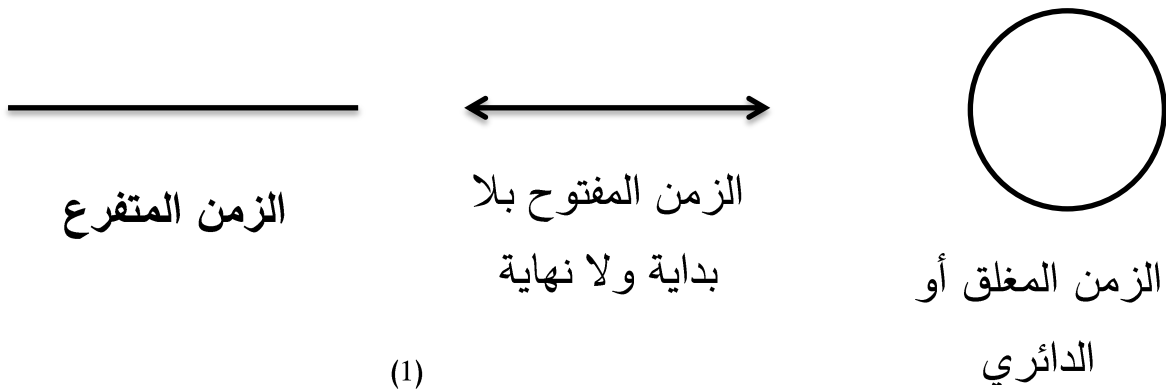 الزمن المغلق أو
الدائري
الزمن المفتوح بلا
بداية ولا نهاية
الزمن المتفرع
(1)